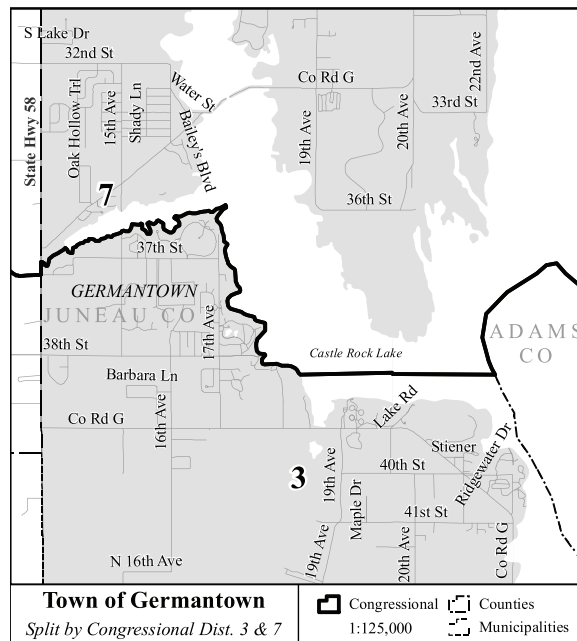 S Lake Dr
32nd St
Water St
Co Rd G
22nd Ave
33rd St
State Hwy 58
Oak Hollow Trl
15th Ave
Shady Ln
Bailey's Blvd
19th Ave
20th Ave
7
36th St
37th St
GERMANTOWN
JUNEAU CO
17th Ave
ADAMS
CO
38th St
Castle Rock Lake
Barbara Ln
16th Ave
Lake Rd
Co Rd G
Stiener
Ridgewater Dr
3
19th Ave
40th St
Maple Dr
41st St
N 16th Ave
19th Ave
20th Ave
Co Rd G
Town of Germantown
Split by Congressional Dist. 3 & 7
Congressional
Counties
1:125,000
Municipalities